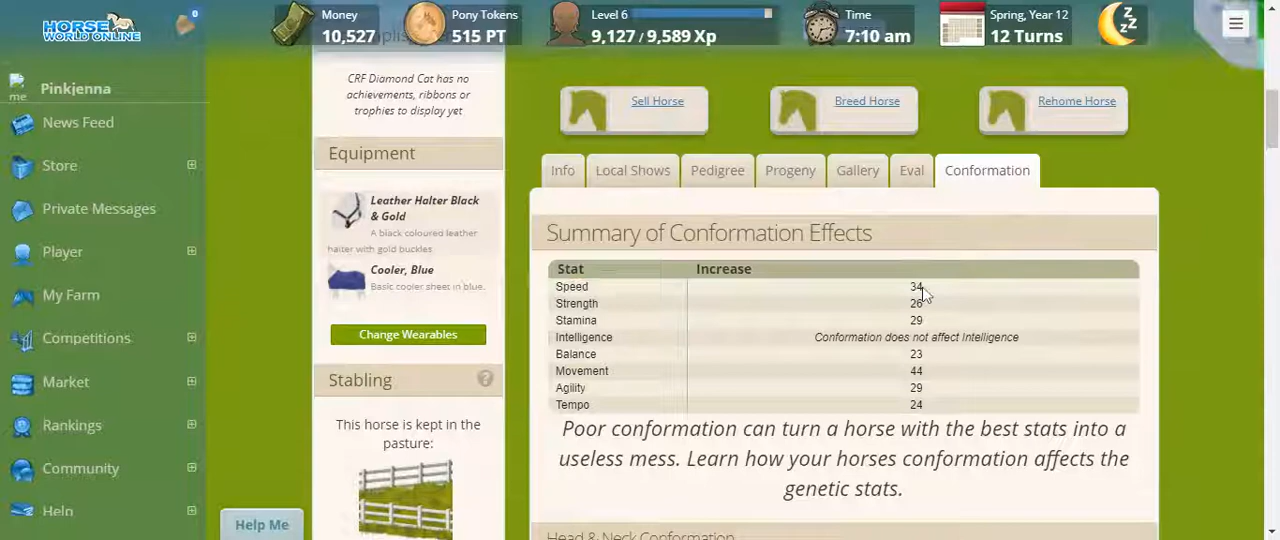 HORSE
WORLD ONLINE
0
Money
10,527
Pony Tokens
515 PT
Level 6
9,127 / 9,589 Xp
Time
7:10 am
Spring, Year 12
12 Turns
Z Z Z
me
Pinkjenna
News Feed
Store
Private Messages
Player
My Farm
Competitions
Market
Rankings
Community
Help
CRF Diamond Cat has no
achievements, ribbons or
trophies to display yet
Equipment
Leather Halter Black
& Gold
A black coloured leather
halter with gold buckles.
Cooler, Blue
Basic cooler sheet in blue.
Change Wearables
Stabling
?
This horse is kept in the
pasture:
Help Me
Sell Horse
Breed Horse
Rehome Horse
Info
Local Shows
Pedigree
Progeny
Gallery
Eval
Conformation
Summary of Conformation Effects
Stat Increase
Speed 34
Strength 26
Stamina 29
Intelligence Conformation does not affect Intelligence
Balance 23
Movement 44
Agility 29
Tempo 24
Poor conformation can turn a horse with the best stats into a
useless mess. Learn how your horses conformation affects the
genetic stats.
Head & Neck Conformation